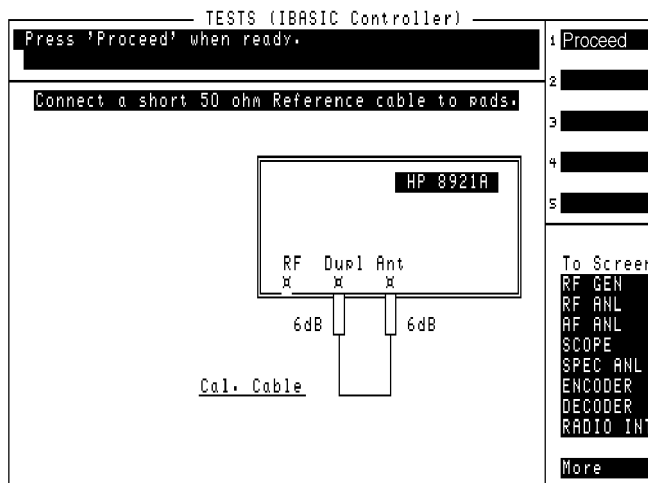 TESTS (IBASIC Controller)
Press 'Proceed' when ready.
Connect a short 50 ohm Reference cable to pads.
HP 8921A
RF Dupl Ant
6dB 6dB
Cal. Cable
1 Proceed
2
3
4
5
To Screen
RF GEN
RF ANL
AF ANL
SCOPE
SPEC ANL
ENCODER
DECODER
RADIO INT
More